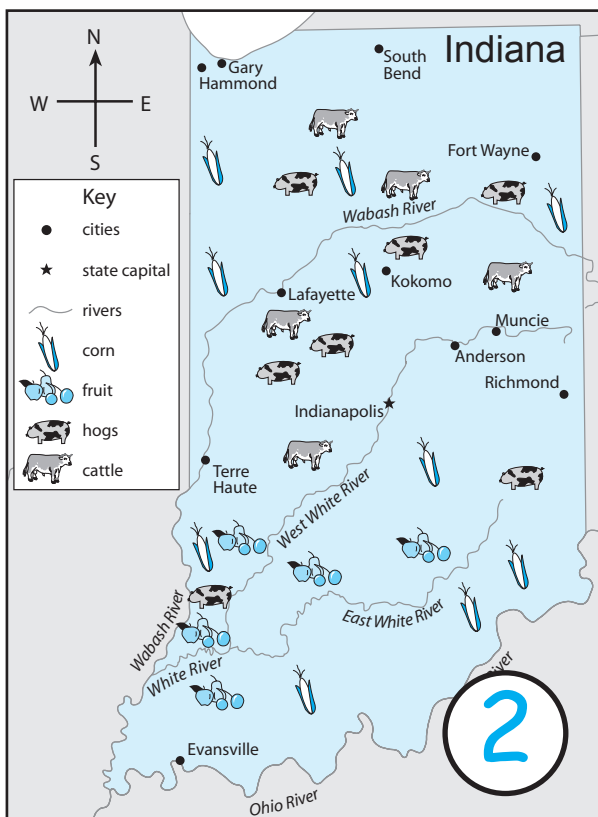 Indiana
N
W E
S
Gary
Hammond
South
Bend
Fort Wayne
Key
cities
state capital
rivers
corn
fruit
hogs
cattle
Wabash River
Kokomo
Lafayette
Muncie
Anderson
Richmond
Indianapolis
Terre
Haute
West White River
Wabash River
East White River
White River
River
Evansville
Ohio River
2